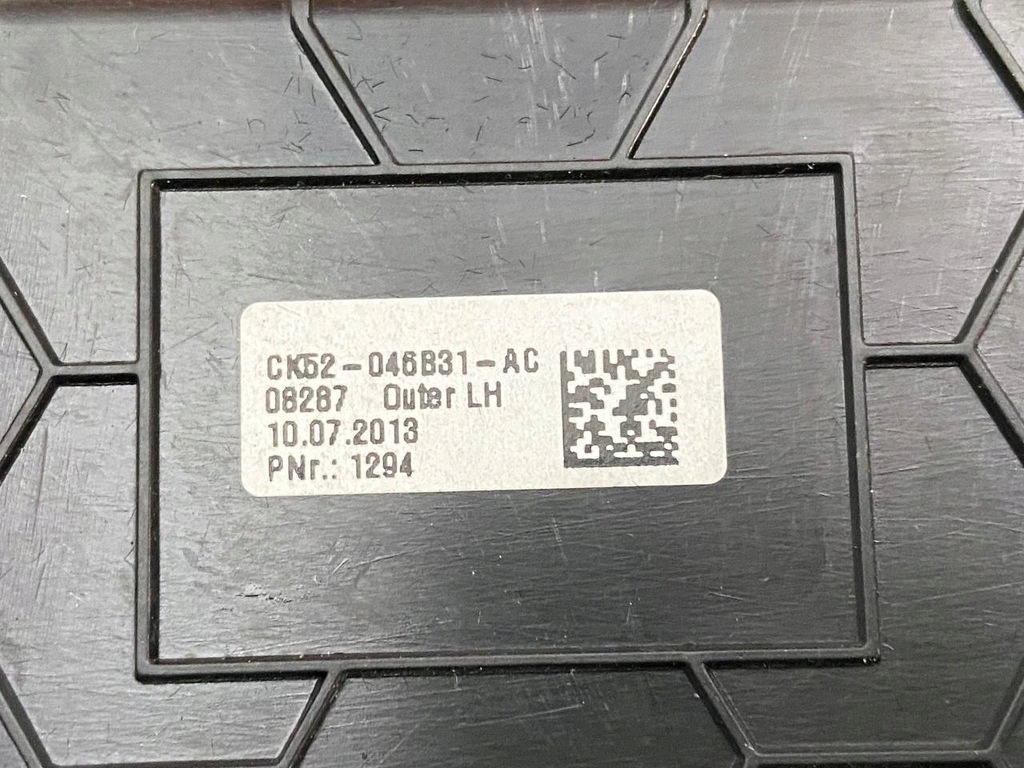 CK52-046B31-AC
08287 Outer LH
10.07.2013
PNr.: 1294